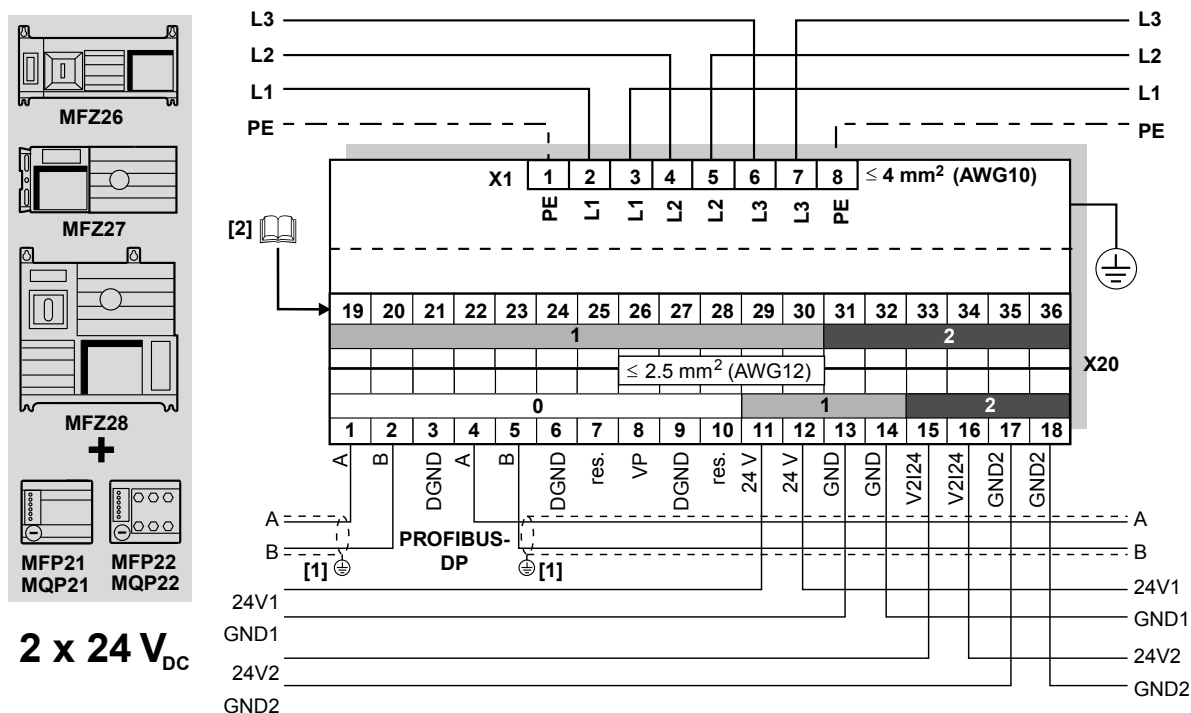 MFZ26
MFZ27
MFZ28
+
MFP21 MFP22
MQP21 MQP22
2 x 24 VDC
L3 L3
L2 L2
L1 L1
PE PE
X1 1 2 3 4 5 6 7 8 ≤ 4 mm² (AWG10)
PE L1 L1 L2 L2 L3 L3 PE
[2]
19 20 21 22 23 24 25 26 27 28 29 30 31 32 33 34 35 36
1 2
≤ 2.5 mm² (AWG12) X20
0 1 2
1 2 3 4 5 6 7 8 9 10 11 12 13 14 15 16 17 18
A B DGND A B DGND res. VP DGND res. 24 V 24 V GND GND V2I24 V2I24 GND2 GND2
A A
B B
PROFIBUS-
DP
[1] [1]
24V1 24V1
GND1 GND1
24V2 24V2
GND2 GND2